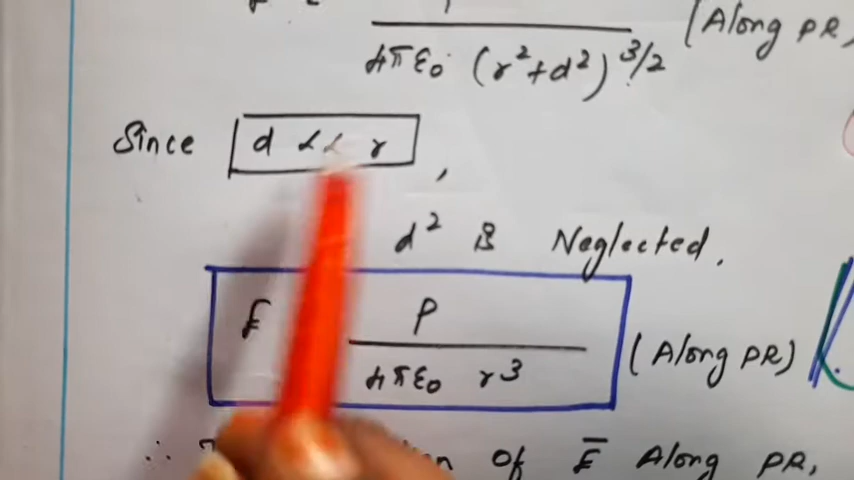 4πε₀ (r²+d²)^3/2 (Along PR,
Since d << r ,
d² is Neglected.
E P
4πε₀ r³ (Along PR)
∴ of E̅ Along PR,